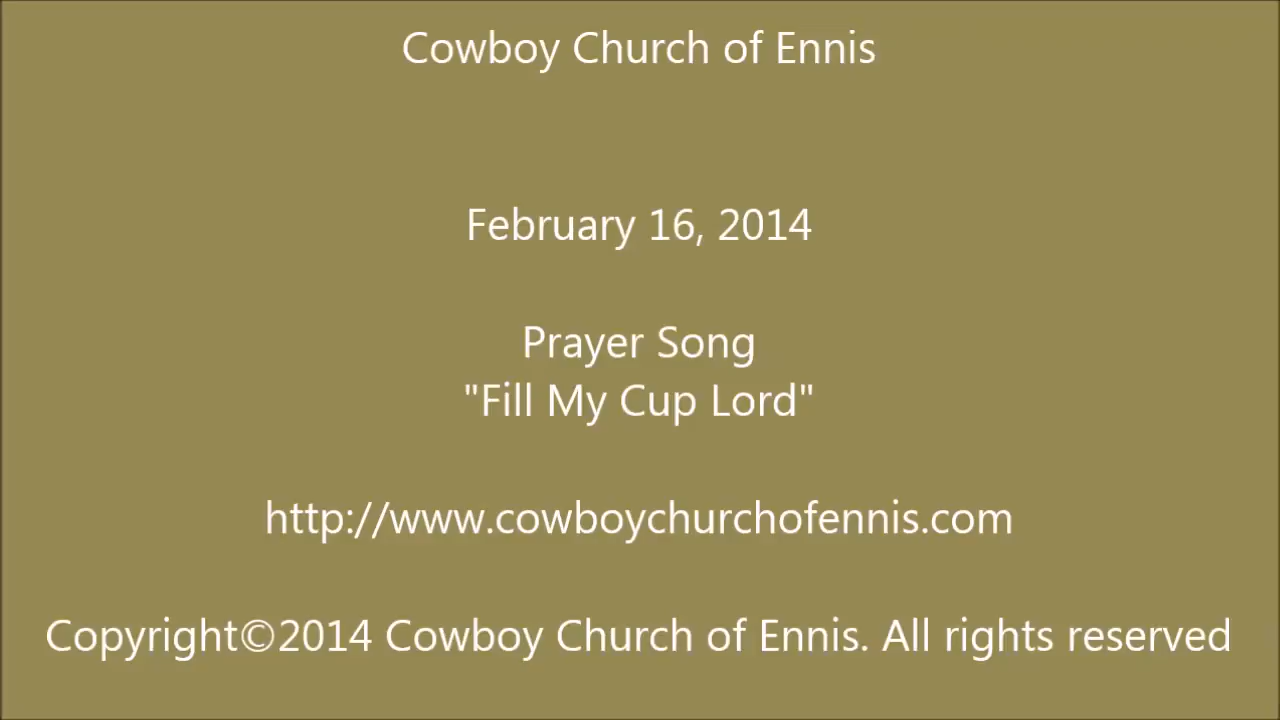 Cowboy Church of Ennis
February 16, 2014
Prayer Song
"Fill My Cup Lord"
http://www.cowboychurchofennis.com
Copyright©2014 Cowboy Church of Ennis. All rights reserved